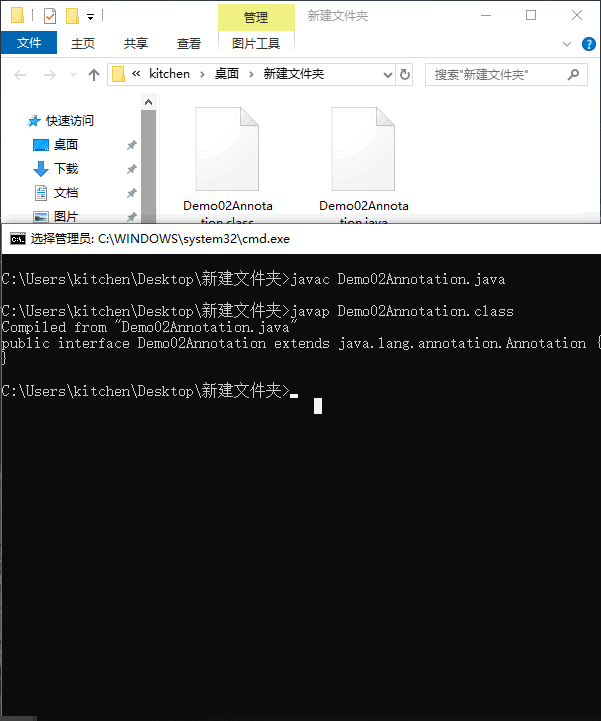 管理
新建文件夹
文件
主页
共享
查看
图片工具
« kitchen › 桌面 › 新建文件夹
搜索"新建文件夹"
快速访问
桌面
下载
文档
图片
Demo02Annotation.class
Demo02Annotation.java
选择管理员: C:\WINDOWS\system32\cmd.exe
C:\Users\kitchen\Desktop\新建文件夹>javac Demo02Annotation.java
C:\Users\kitchen\Desktop\新建文件夹>javap Demo02Annotation.class
Compiled from "Demo02Annotation.java"
public interface Demo02Annotation extends java.lang.annotation.Annotation {
}
C:\Users\kitchen\Desktop\新建文件夹>